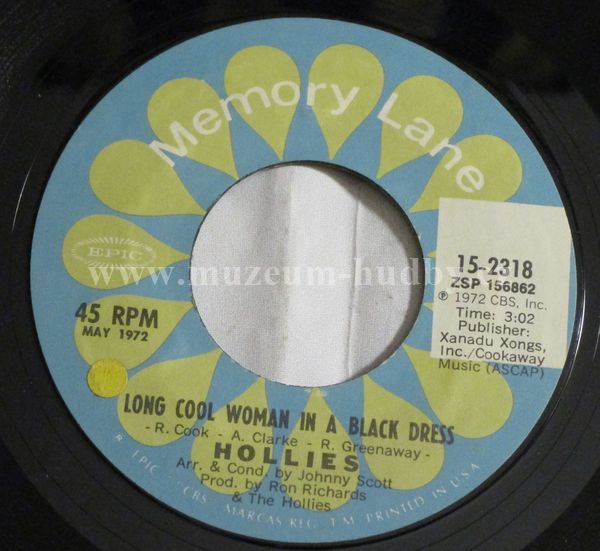 Memory Lane
EPIC
www.muzeum-hudby.c
15-2318
ZSP 156862
℗ 1972 CBS, Inc.
Time: 3:02
Publisher:
Xanadu Xongs,
Inc./Cookaway
Music (ASCAP)
45 RPM
MAY 1972
LONG COOL WOMAN IN A BLACK DRESS
- R. Cook - A. Clarke - R. Greenaway -
HOLLIES
Arr. & Cond. by Johnny Scott
Prod. by Ron Richards
& The Hollies
EPIC CBS MARCAS REG. T.M. PRINTED IN U.S.A.